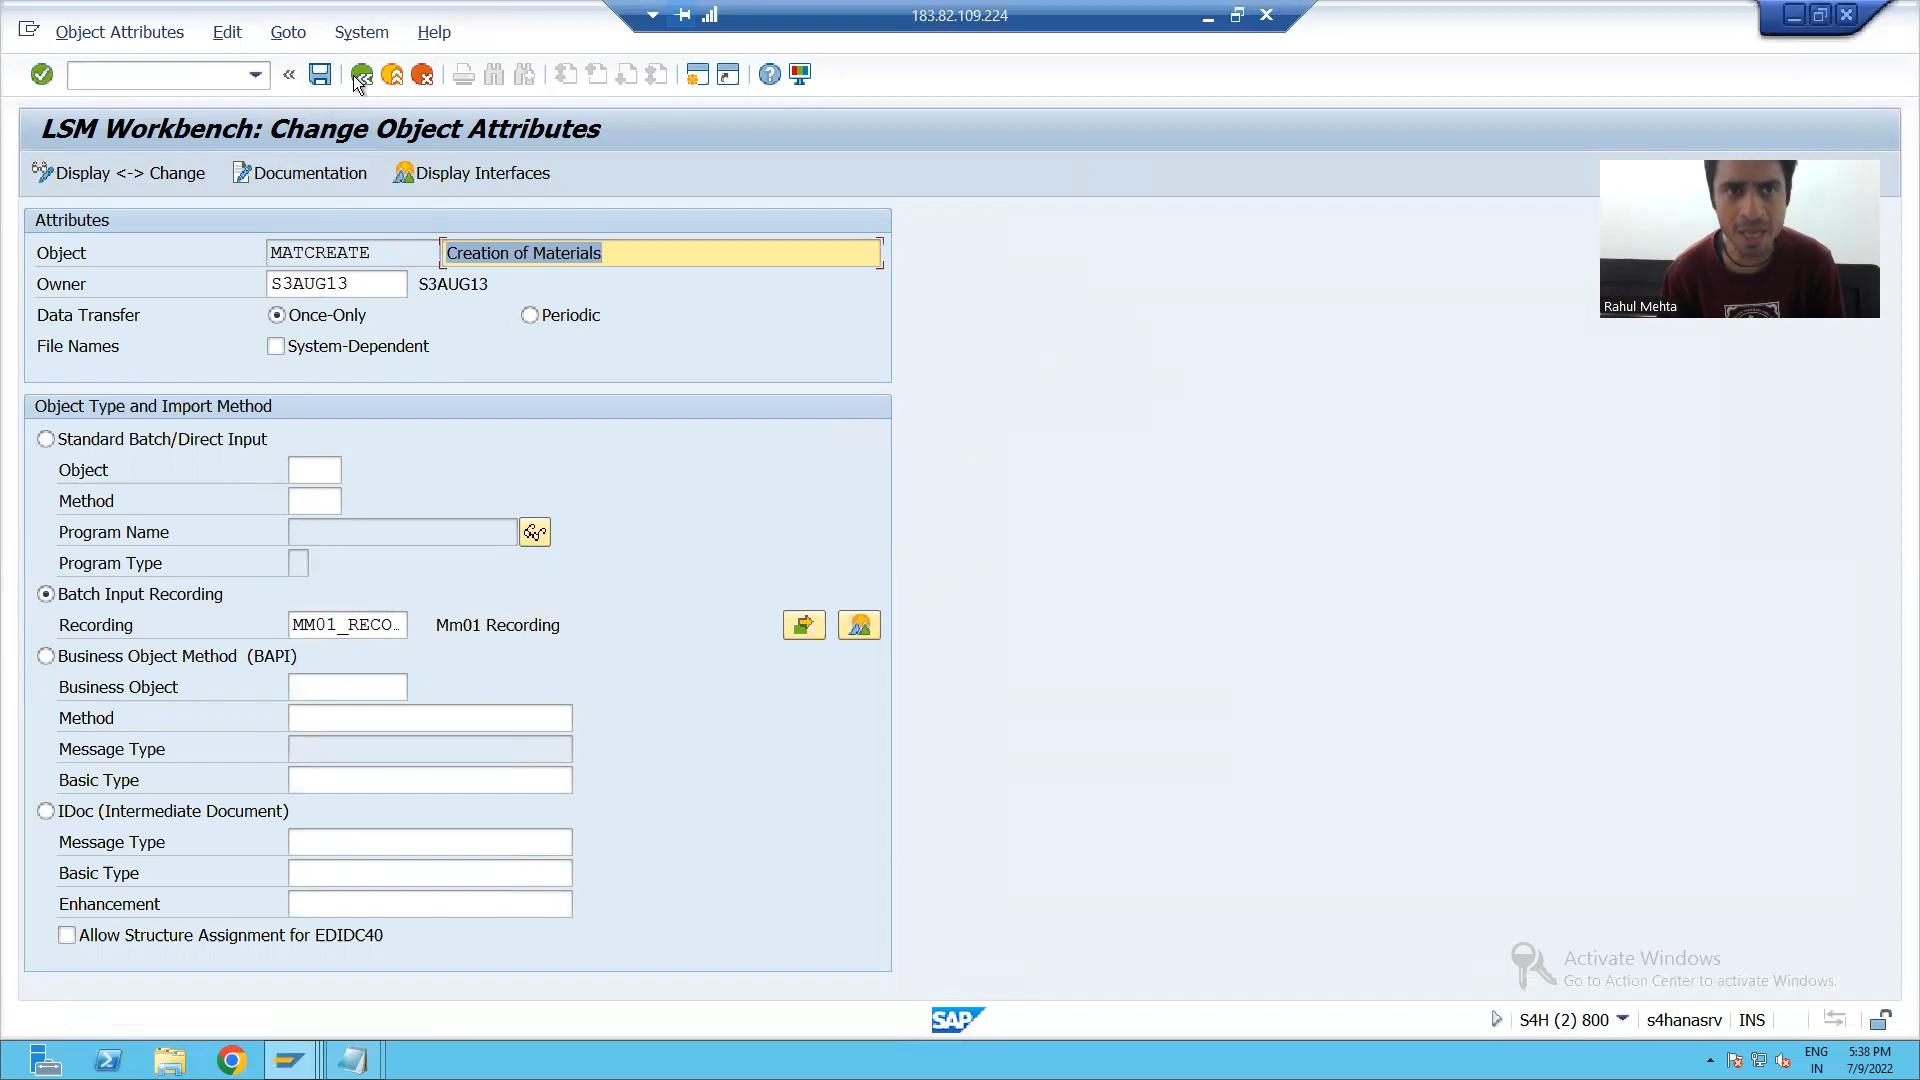 183.82.109.224
Object Attributes Edit Goto System Help
LSM Workbench: Change Object Attributes
Display <-> Change Documentation Display Interfaces
Attributes
Object MATCREATE Creation of Materials
Owner S3AUG13 S3AUG13
Data Transfer Once-Only Periodic
File Names System-Dependent
Rahul Mehta
Object Type and Import Method
Standard Batch/Direct Input
Object
Method
Program Name
Program Type
Batch Input Recording
Recording MM01_RECO... Mm01 Recording
Business Object Method (BAPI)
Business Object
Method
Message Type
Basic Type
IDoc (Intermediate Document)
Message Type
Basic Type
Enhancement
Allow Structure Assignment for EDIDC40
Activate Windows
Go to Action Center to activate Windows.
SAP S4H (2) 800 s4hanasrv INS
ENG 5:38 PM
IN 7/9/2022